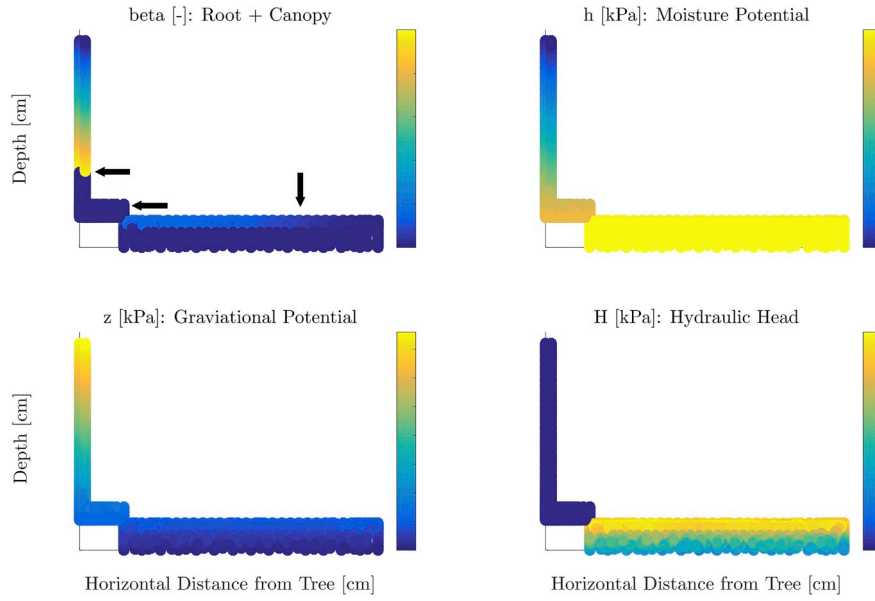 beta [-]: Root + Canopy
h [kPa]: Moisture Potential
Depth [cm]
z [kPa]: Graviational Potential
H [kPa]: Hydraulic Head
Depth [cm]
Horizontal Distance from Tree [cm]
Horizontal Distance from Tree [cm]